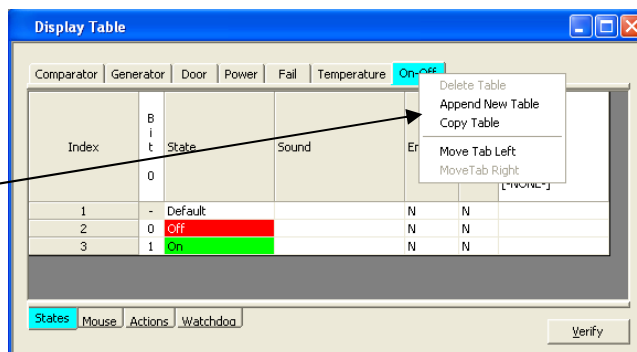 Display Table
Comparator Generator Door Power Fail Temperature On-Off
Delete Table
Append New Table
Copy Table
Move Tab Left
MoveTab Right
Index Bit 0 State Sound
[-NONE-]
1 - Default N N
2 0 Off N N
3 1 On N N
States Mouse Actions Watchdog
Verify